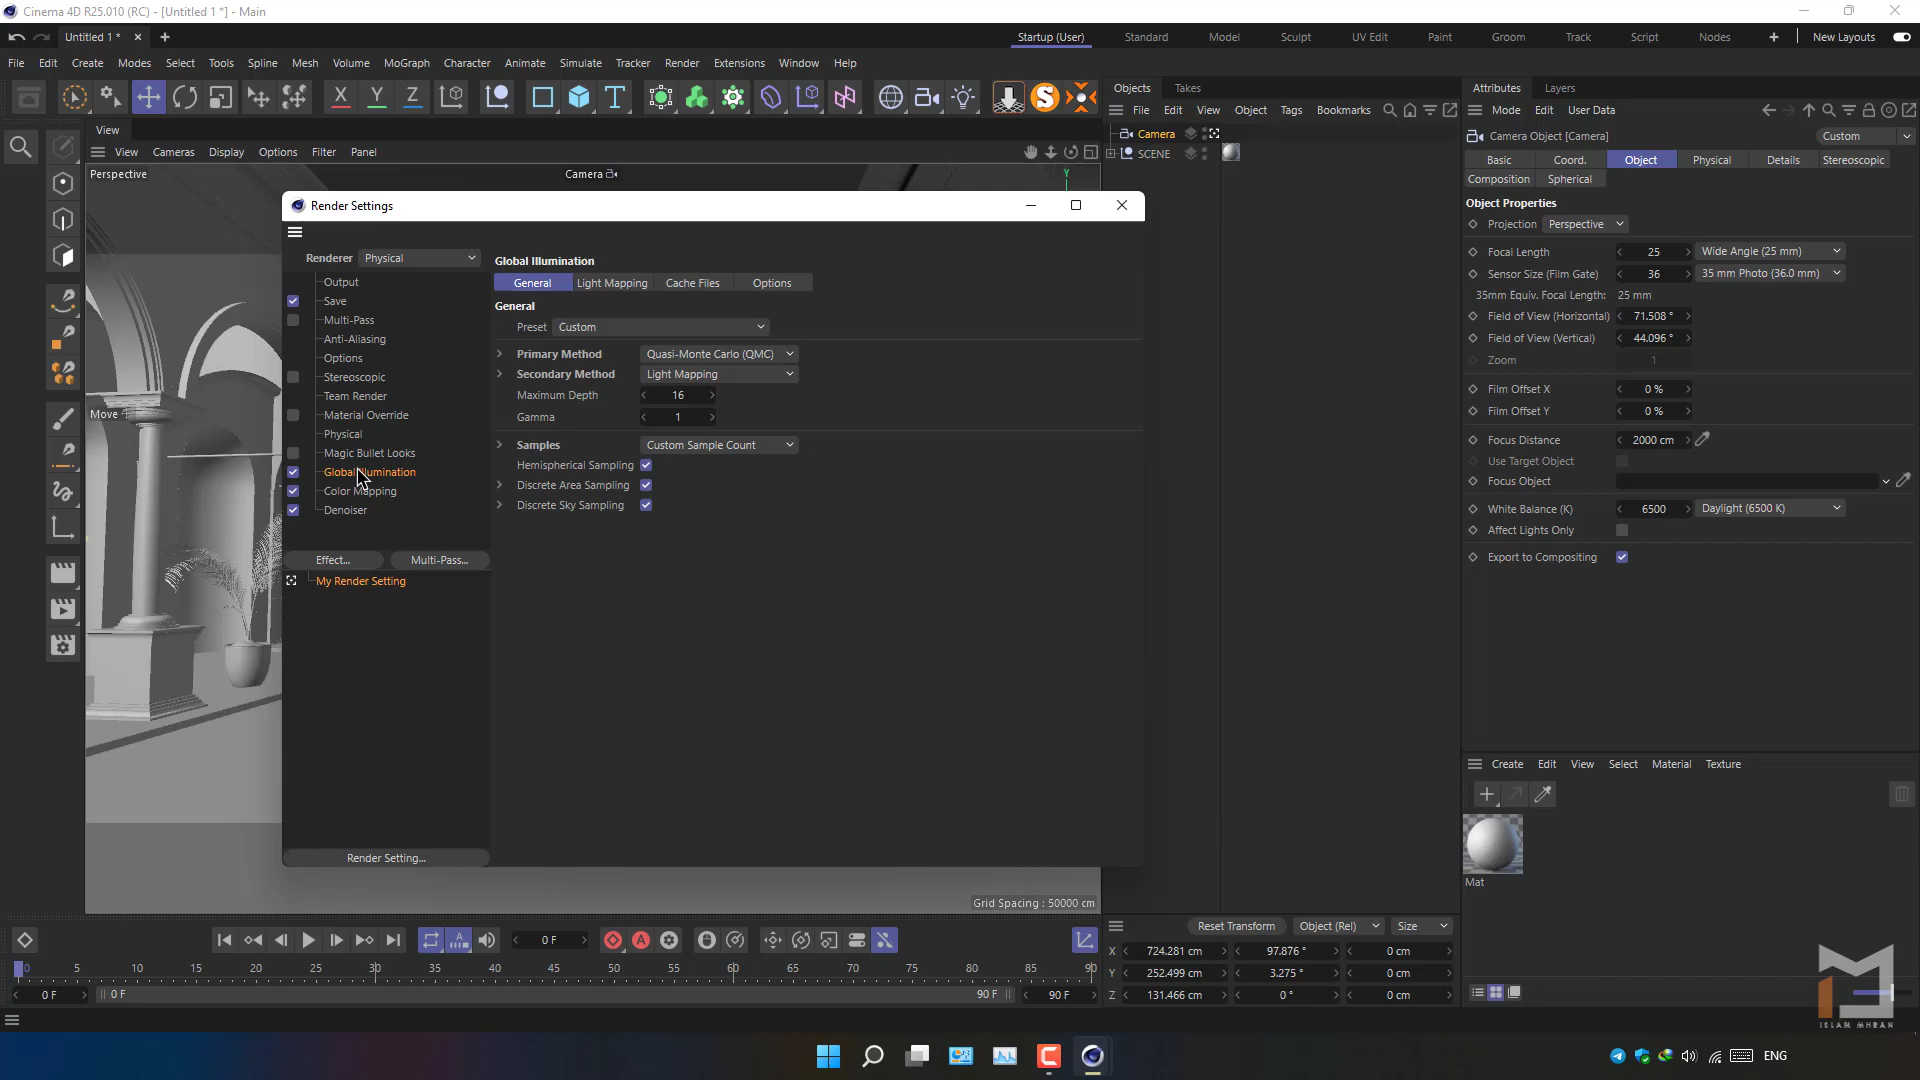 Cinema 4D R25.010 (RC) - [Untitled 1 *] - Main
Untitled 1 *
Startup (User) Standard Model Sculpt UV Edit Paint Groom Track Script Nodes New Layouts
File Edit Create Modes Select Tools Spline Mesh Volume MoGraph Character Animate Simulate Tracker Render Extensions Window Help
X Y Z
View
View Cameras Display Options Filter Panel
Perspective
Camera
Y
Move
Render Settings
Renderer Physical
Output
Save
Multi-Pass
Anti-Aliasing
Options
Stereoscopic
Team Render
Material Override
Physical
Magic Bullet Looks
Global Illumination
Color Mapping
Denoiser
Effect...
Multi-Pass...
My Render Setting
Render Setting...
Global Illumination
General Light Mapping Cache Files Options
General
Preset Custom
Primary Method Quasi-Monte Carlo (QMC)
Secondary Method Light Mapping
Maximum Depth 16
Gamma 1
Samples Custom Sample Count
Hemispherical Sampling
Discrete Area Sampling
Discrete Sky Sampling
Grid Spacing : 50000 cm
Objects Takes
File Edit View Object Tags Bookmarks
Camera
SCENE
Attributes Layers
Mode Edit User Data
Camera Object [Camera]
Custom
Basic Coord. Object Physical Details Stereoscopic
Composition Spherical
Object Properties
Projection Perspective
Focal Length 25 Wide Angle (25 mm)
Sensor Size (Film Gate) 36 35 mm Photo (36.0 mm)
35mm Equiv. Focal Length: 25 mm
Field of View (Horizontal) 71.508 °
Field of View (Vertical) 44.096 °
Zoom 1
Film Offset X 0 %
Film Offset Y 0 %
Focus Distance 2000 cm
Use Target Object
Focus Object
White Balance (K) 6500 Daylight (6500 K)
Affect Lights Only
Export to Compositing
Create Edit View Select Material Texture
Mat
0 F
0 5 10 15 20 25 30 35 40 45 50 55 60 65 70 75 80 85 90
0 F
0 F
90 F
90 F
Reset Transform Object (Rel) Size
X 724.281 cm 97.876 ° 0 cm
Y 252.499 cm 3.275 ° 0 cm
Z 131.466 cm 0 ° 0 cm
ISLAM MHRAN
ENG